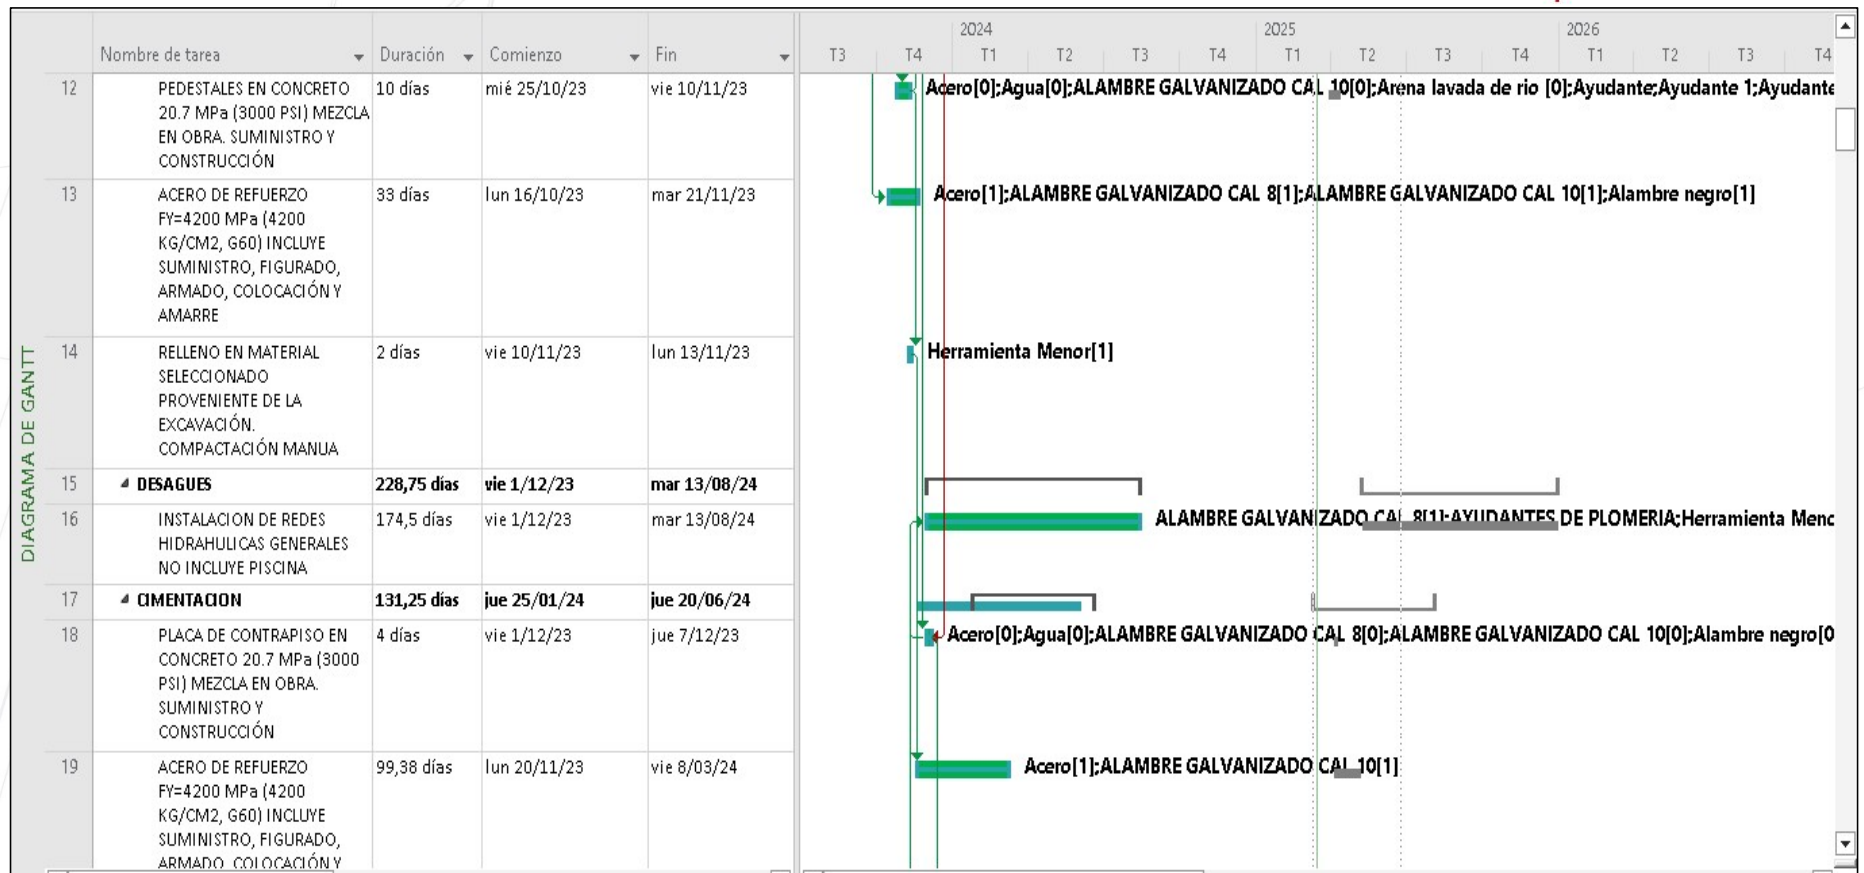 2024 2025 2026
Nombre de tarea Duración Comienzo Fin T3 T4 T1 T2 T3 T4 T1 T2 T3 T4 T1 T2 T3 T4
DIAGRAMA DE GANTT
12 PEDESTALES EN CONCRETO 10 días mié 25/10/23 vie 10/11/23 Acero[0];Agua[0];ALAMBRE GALVANIZADO CAL 10[0];Arena lavada de rio [0];Ayudante;Ayudante 1;Ayudante
20.7 MPa (3000 PSI) MEZCLA
EN OBRA. SUMINISTRO Y
CONSTRUCCIÓN
13 ACERO DE REFUERZO 33 días lun 16/10/23 mar 21/11/23 Acero[1];ALAMBRE GALVANIZADO CAL 8[1];ALAMBRE GALVANIZADO CAL 10[1];Alambre negro[1]
FY=4200 MPa (4200
KG/CM2, G60) INCLUYE
SUMINISTRO, FIGURADO,
ARMADO, COLOCACIÓN Y
AMARRE
14 RELLENO EN MATERIAL 2 días vie 10/11/23 lun 13/11/23 Herramienta Menor[1]
SELECCIONADO
PROVENIENTE DE LA
EXCAVACIÓN.
COMPACTACIÓN MANUA
15 DESAGUES 228,75 días vie 1/12/23 mar 13/08/24
16 INSTALACION DE REDES 174,5 días vie 1/12/23 mar 13/08/24 ALAMBRE GALVANIZADO CAL 8[1];AYUDANTES DE PLOMERIA;Herramienta Meno
HIDRAHULICAS GENERALES
NO INCLUYE PISCINA
17 CIMENTACION 131,25 días jue 25/01/24 jue 20/06/24
18 PLACA DE CONTRAPISO EN 4 días vie 1/12/23 jue 7/12/23 Acero[0];Agua[0];ALAMBRE GALVANIZADO CAL 8[0];ALAMBRE GALVANIZADO CAL 10[0];Alambre negro[0
CONCRETO 20.7 MPa (3000
PSI) MEZCLA EN OBRA.
SUMINISTRO Y
CONSTRUCCIÓN
19 ACERO DE REFUERZO 99,38 días lun 20/11/23 vie 8/03/24 Acero[1];ALAMBRE GALVANIZADO CAL 10[1]
FY=4200 MPa (4200
KG/CM2, G60) INCLUYE
SUMINISTRO, FIGURADO,
ARMADO, COLOCACIÓN Y